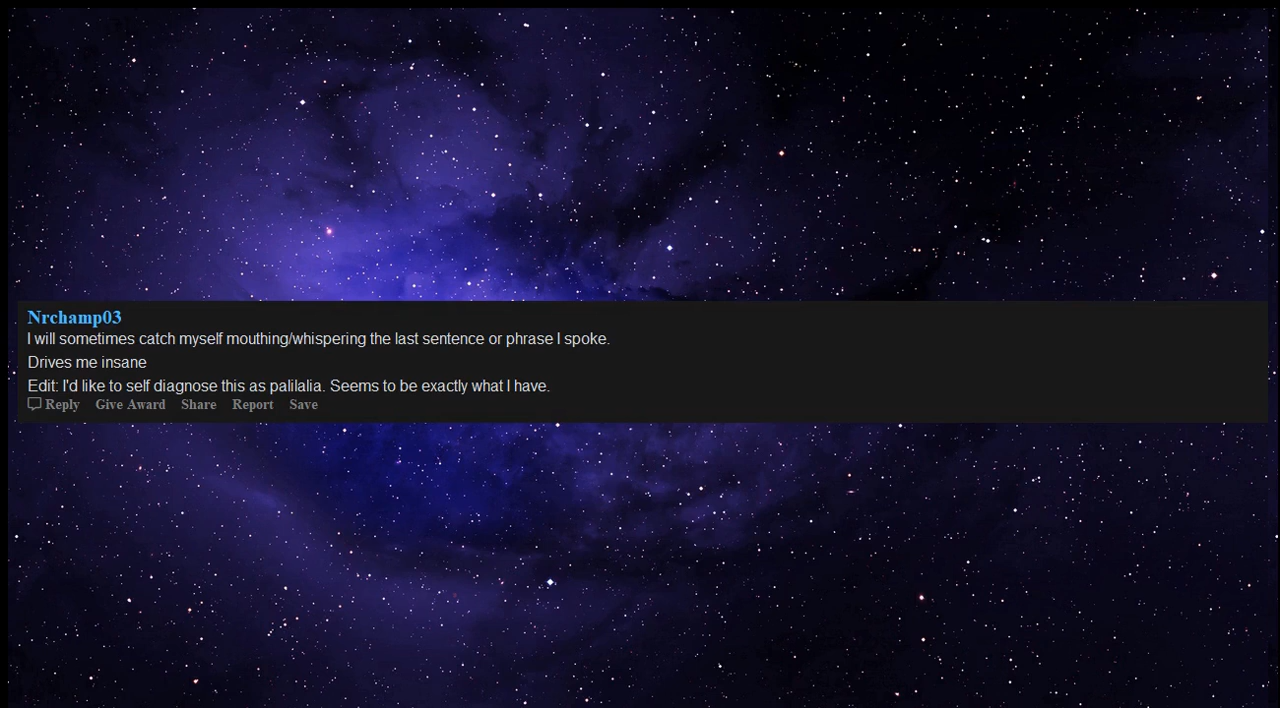 Nrchamp03
I will sometimes catch myself mouthing/whispering the last sentence or phrase I spoke.
Drives me insane
Edit: I'd like to self diagnose this as palilalia. Seems to be exactly what I have.
Reply Give Award Share Report Save